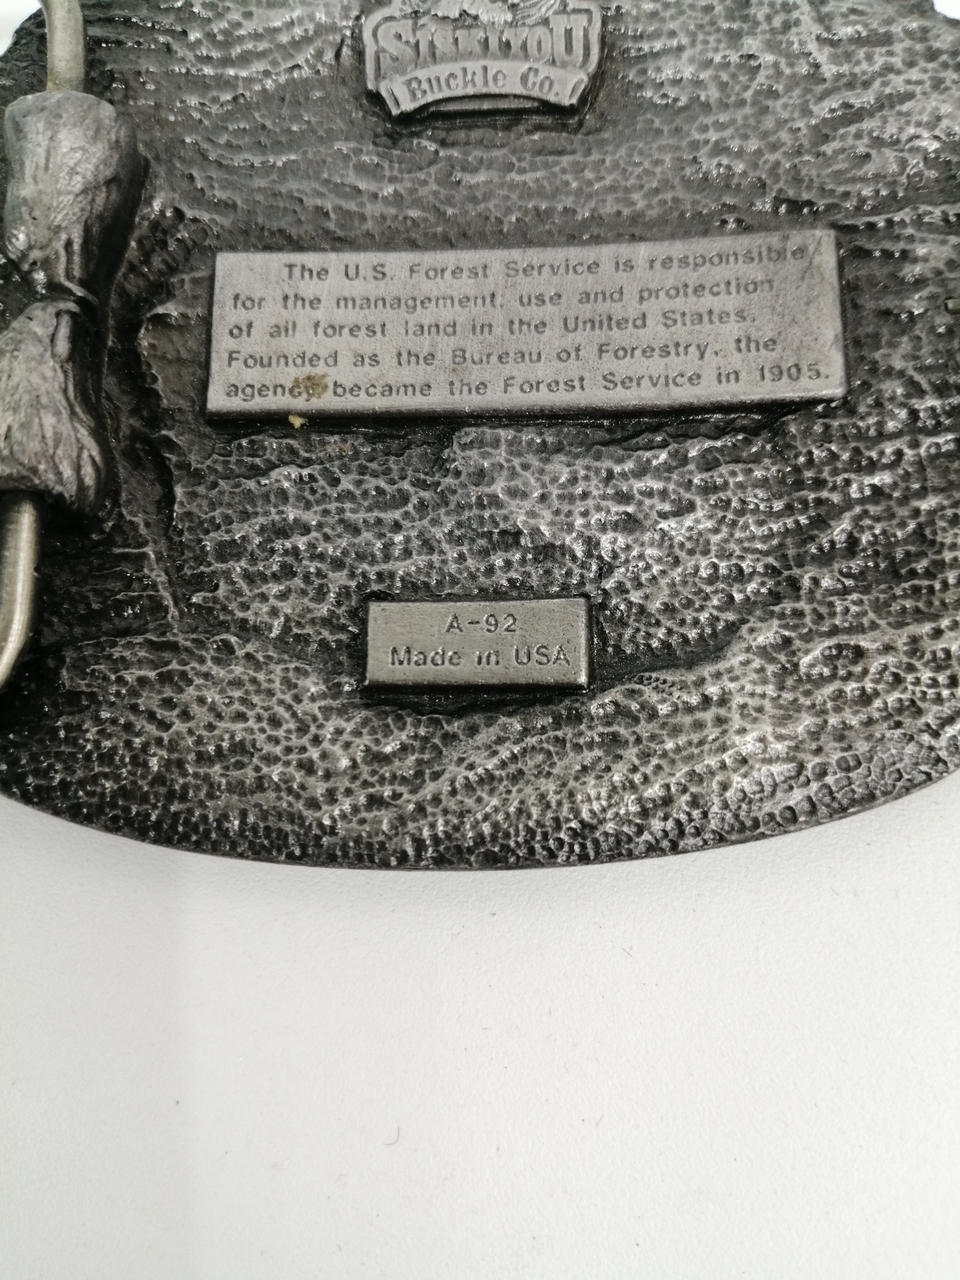 SISKIYOU
Buckle Co.
The U.S. Forest Service is responsible
for the management, use and protection
of all forest land in the United States.
Founded as the Bureau of Forestry, the
agency became the Forest Service in 1905.
A-92
Made in USA